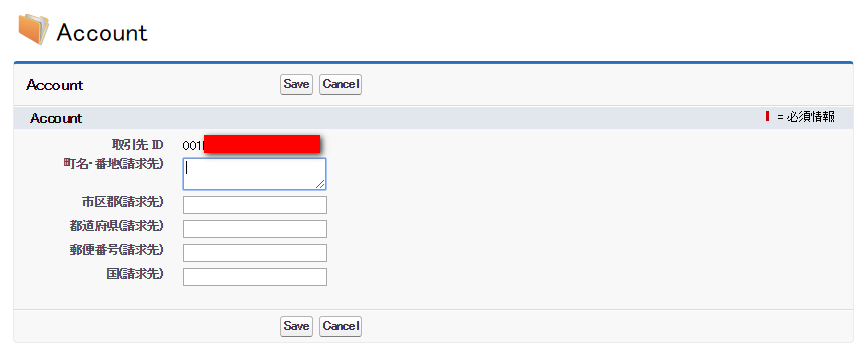 Account
Account Save Cancel
Account = 必須情報
取引先 ID 001
町名・番地(請求先)
市区郡(請求先)
都道府県(請求先)
郵便番号(請求先)
国(請求先)
Save Cancel